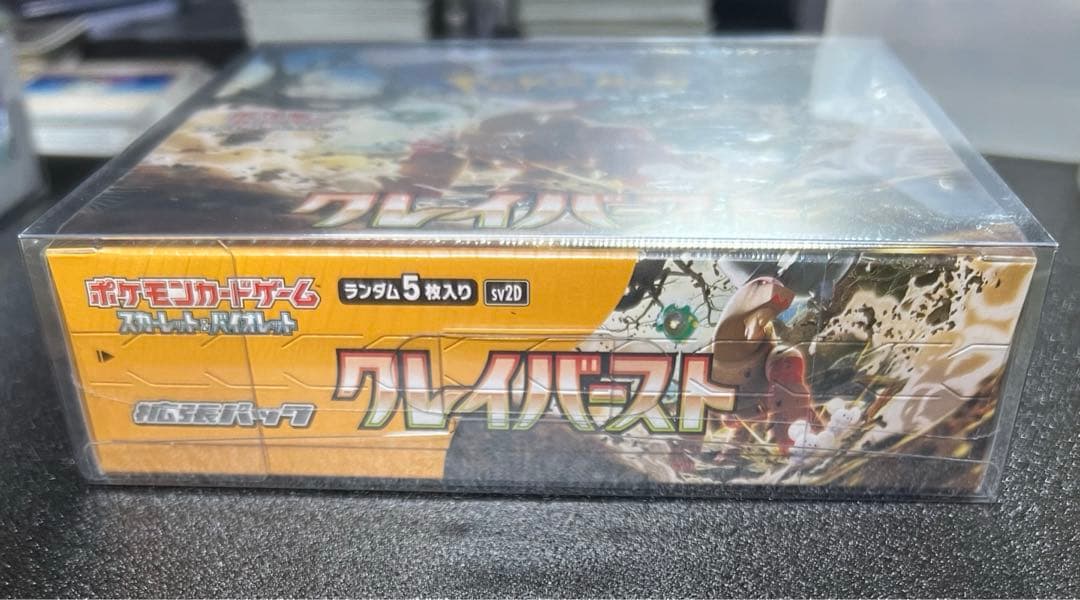 クレイバースト
ポケモンカードゲーム
スカーレット&バイオレット
ランダム5枚入り
sv2D
クレイバースト
拡張パック